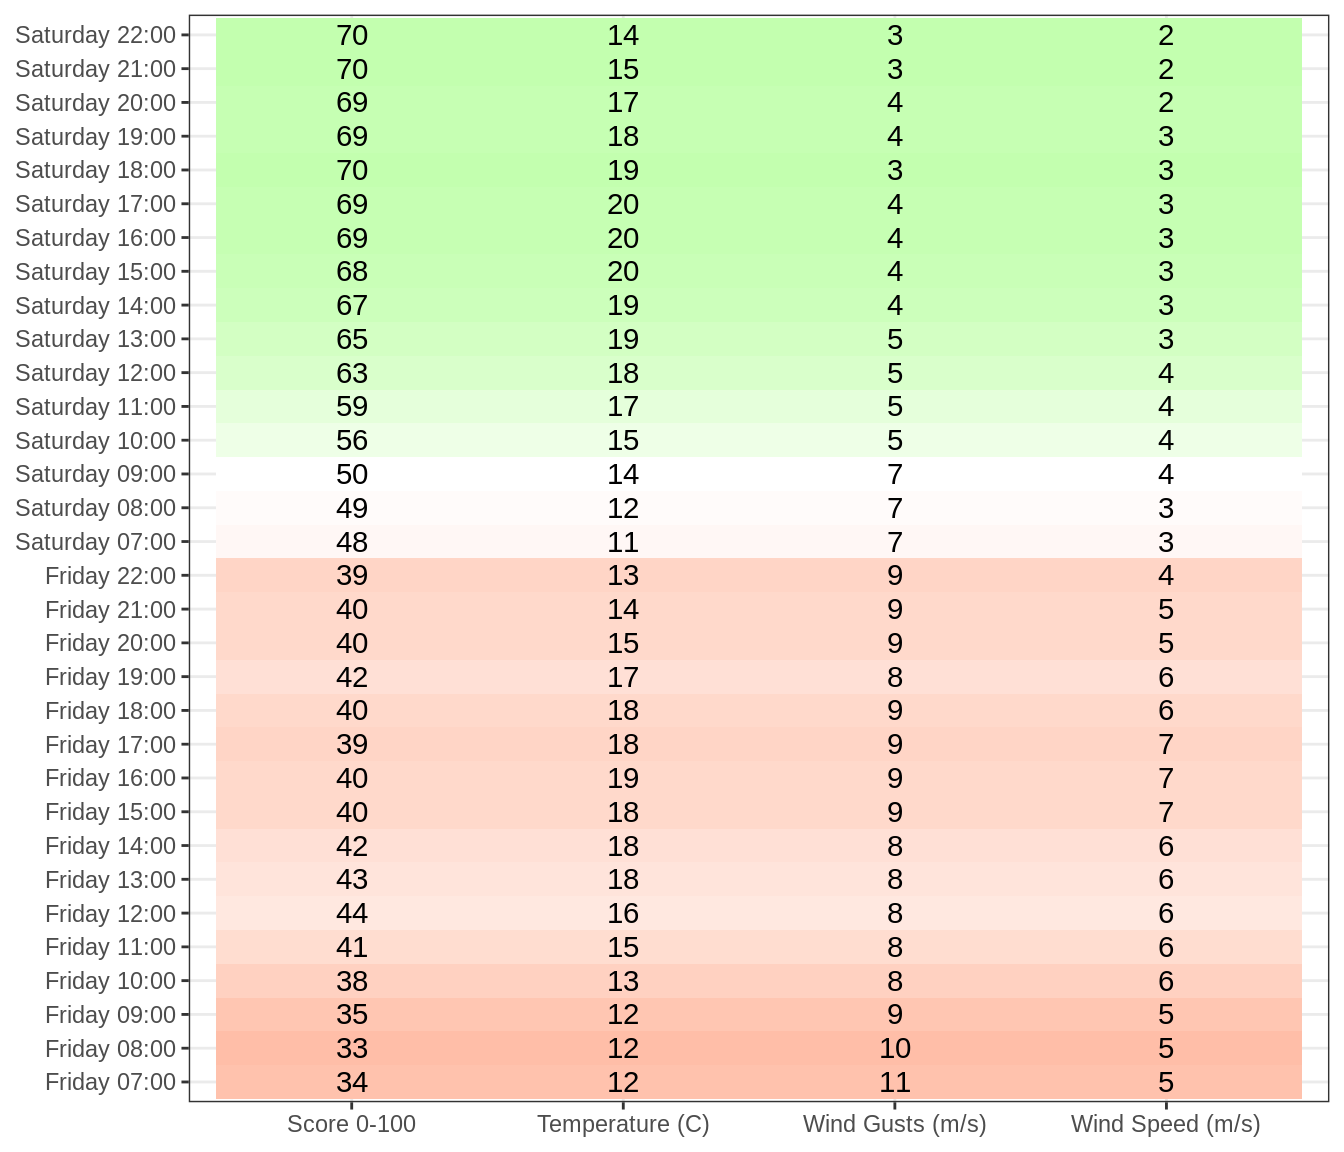 Saturday 22:00 70 14 3 2
Saturday 21:00 70 15 3 2
Saturday 20:00 69 17 4 2
Saturday 19:00 69 18 4 3
Saturday 18:00 70 19 3 3
Saturday 17:00 69 20 4 3
Saturday 16:00 69 20 4 3
Saturday 15:00 68 20 4 3
Saturday 14:00 67 19 4 3
Saturday 13:00 65 19 5 3
Saturday 12:00 63 18 5 4
Saturday 11:00 59 17 5 4
Saturday 10:00 56 15 5 4
Saturday 09:00 50 14 7 4
Saturday 08:00 49 12 7 3
Saturday 07:00 48 11 7 3
Friday 22:00 39 13 9 4
Friday 21:00 40 14 9 5
Friday 20:00 40 15 9 5
Friday 19:00 42 17 8 6
Friday 18:00 40 18 9 6
Friday 17:00 39 18 9 7
Friday 16:00 40 19 9 7
Friday 15:00 40 18 9 7
Friday 14:00 42 18 8 6
Friday 13:00 43 18 8 6
Friday 12:00 44 16 8 6
Friday 11:00 41 15 8 6
Friday 10:00 38 13 8 6
Friday 09:00 35 12 9 5
Friday 08:00 33 12 10 5
Friday 07:00 34 12 11 5
Score 0-100 Temperature (C) Wind Gusts (m/s) Wind Speed (m/s)